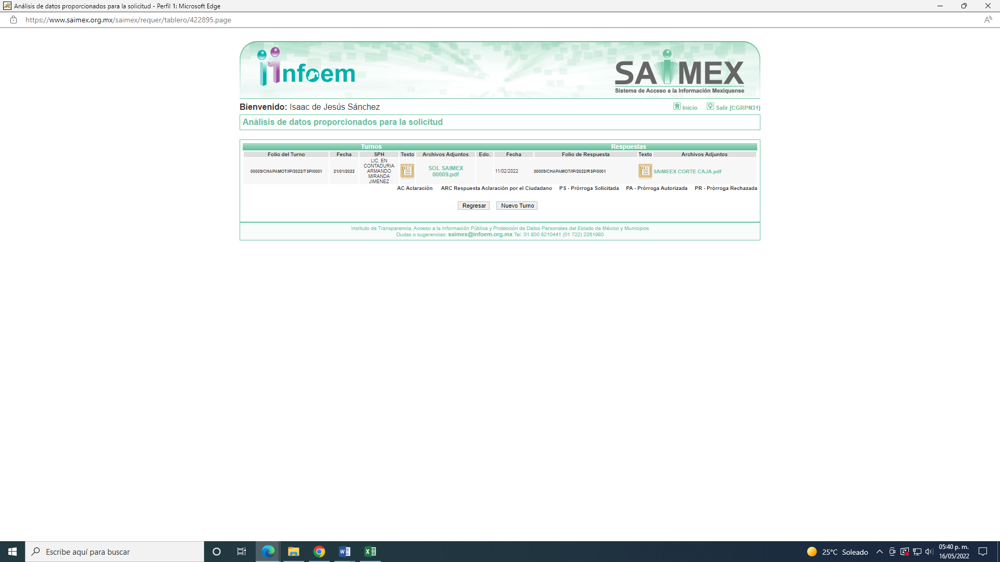 Análisis de datos proporcionados para la solicitud - Perfil 1: Microsoft Edge
https://www.saimex.org.mx/saimex/requer/tablero/422895.page
infoem
SAIMEX
Sistema de Acceso a la Información Mexiquense
Bienvenido: Isaac de Jesús Sánchez
Inicio Salir [CGRPN31]
Análisis de datos proporcionados para la solicitud
Turnos Respuestas
Folio del Turno Fecha SPH Texto Archivos Adjuntos Edo. Fecha Folio de Respuesta Texto Archivos Adjuntos
00009/CHAPAMOT/IP/2022/TSP/0001 21/01/2022 LIC. EN CONTADURIA ARMANDO MIRANDA JIMENEZ SOL SAIMEX 00009.pdf 11/02/2022 00009/CHAPAMOT/IP/2022/RSP/0001 SAIMEEX CORTE CAJA.pdf
AC Aclaración ARC Respuesta Aclaración por el Ciudadano PS - Prórroga Solicitada PA - Prórroga Autorizada PR - Prórroga Rechazada
Regresar Nuevo Turno
Instituto de Transparencia, Acceso a la Información Pública y Protección de Datos Personales del Estado de México y Municipios
Dudas o sugerencias: saimex@infoem.org.mx Tel. 01 800 8210441 (01 722) 2261980
Escribe aquí para buscar
25°C Soleado
05:40 p. m.
16/05/2022